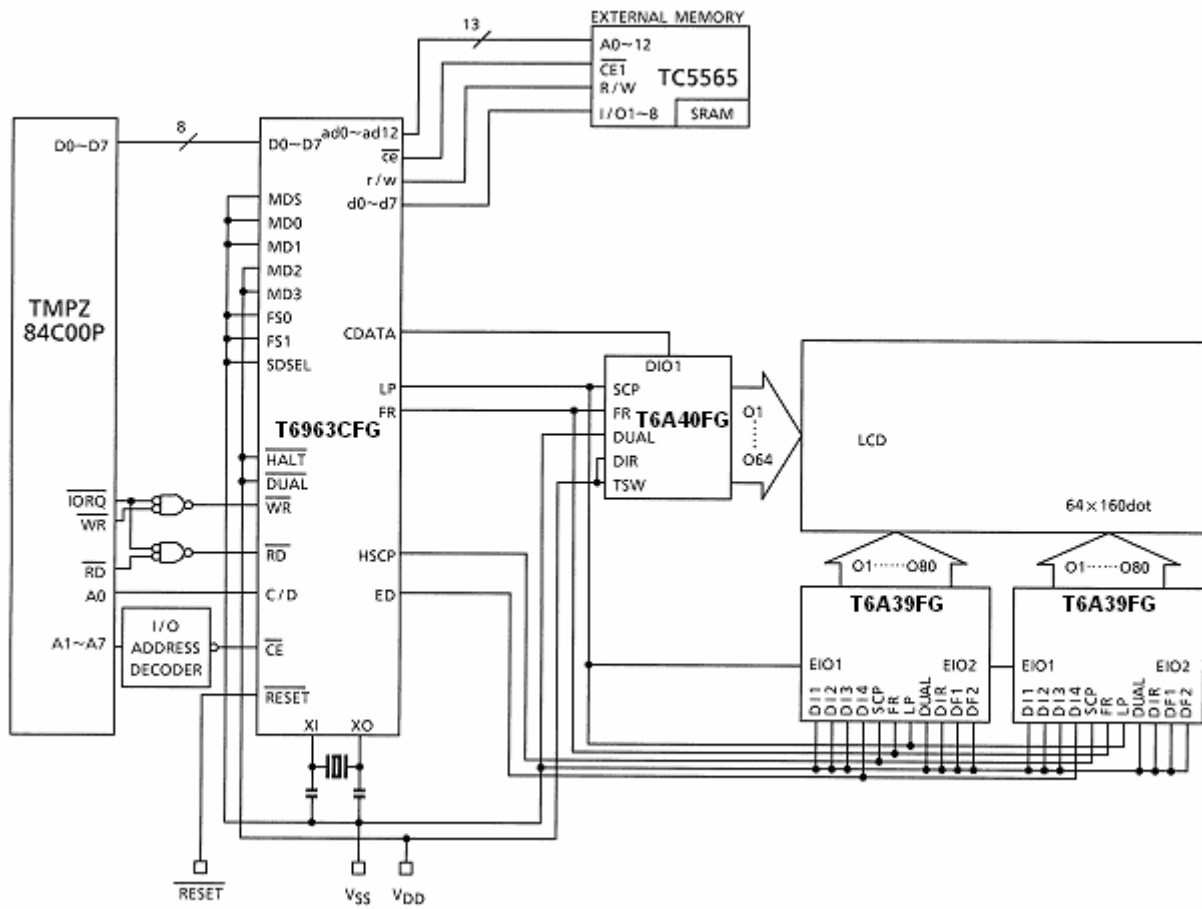 EXTERNAL MEMORY
13
A0~12
CE1
R/W
I/O1~8
TC5565
SRAM
D0~D7
8
D0~D7
ad0~ad12
ce
r/w
d0~d7
MDS
MD0
MD1
MD2
MD3
FS0
FS1
SDSEL
TMPZ
84C00P
CDATA
LP
FR
T6963CFG
HALT
DUAL
WR
RD
C/D
CE
RESET
HSCP
ED
XI
XO
DIO1
SCP
FR
DUAL
DIR
TSW
T6A40FG
O1
O64
LCD
64×160dot
IORQ
WR
RD
A0
A1~A7
I/O
ADDRESS
DECODER
O1······O80
O1······O80
T6A39FG
T6A39FG
EIO1
EIO2
EIO1
EIO2
DI1
DI2
DI3
DI4
SCP
FR
LP
DUAL
DIR
DF1
DF2
DI1
DI2
DI3
DI4
SCP
FR
LP
DUAL
DIR
DF1
DF2
RESET
VSS
VDD